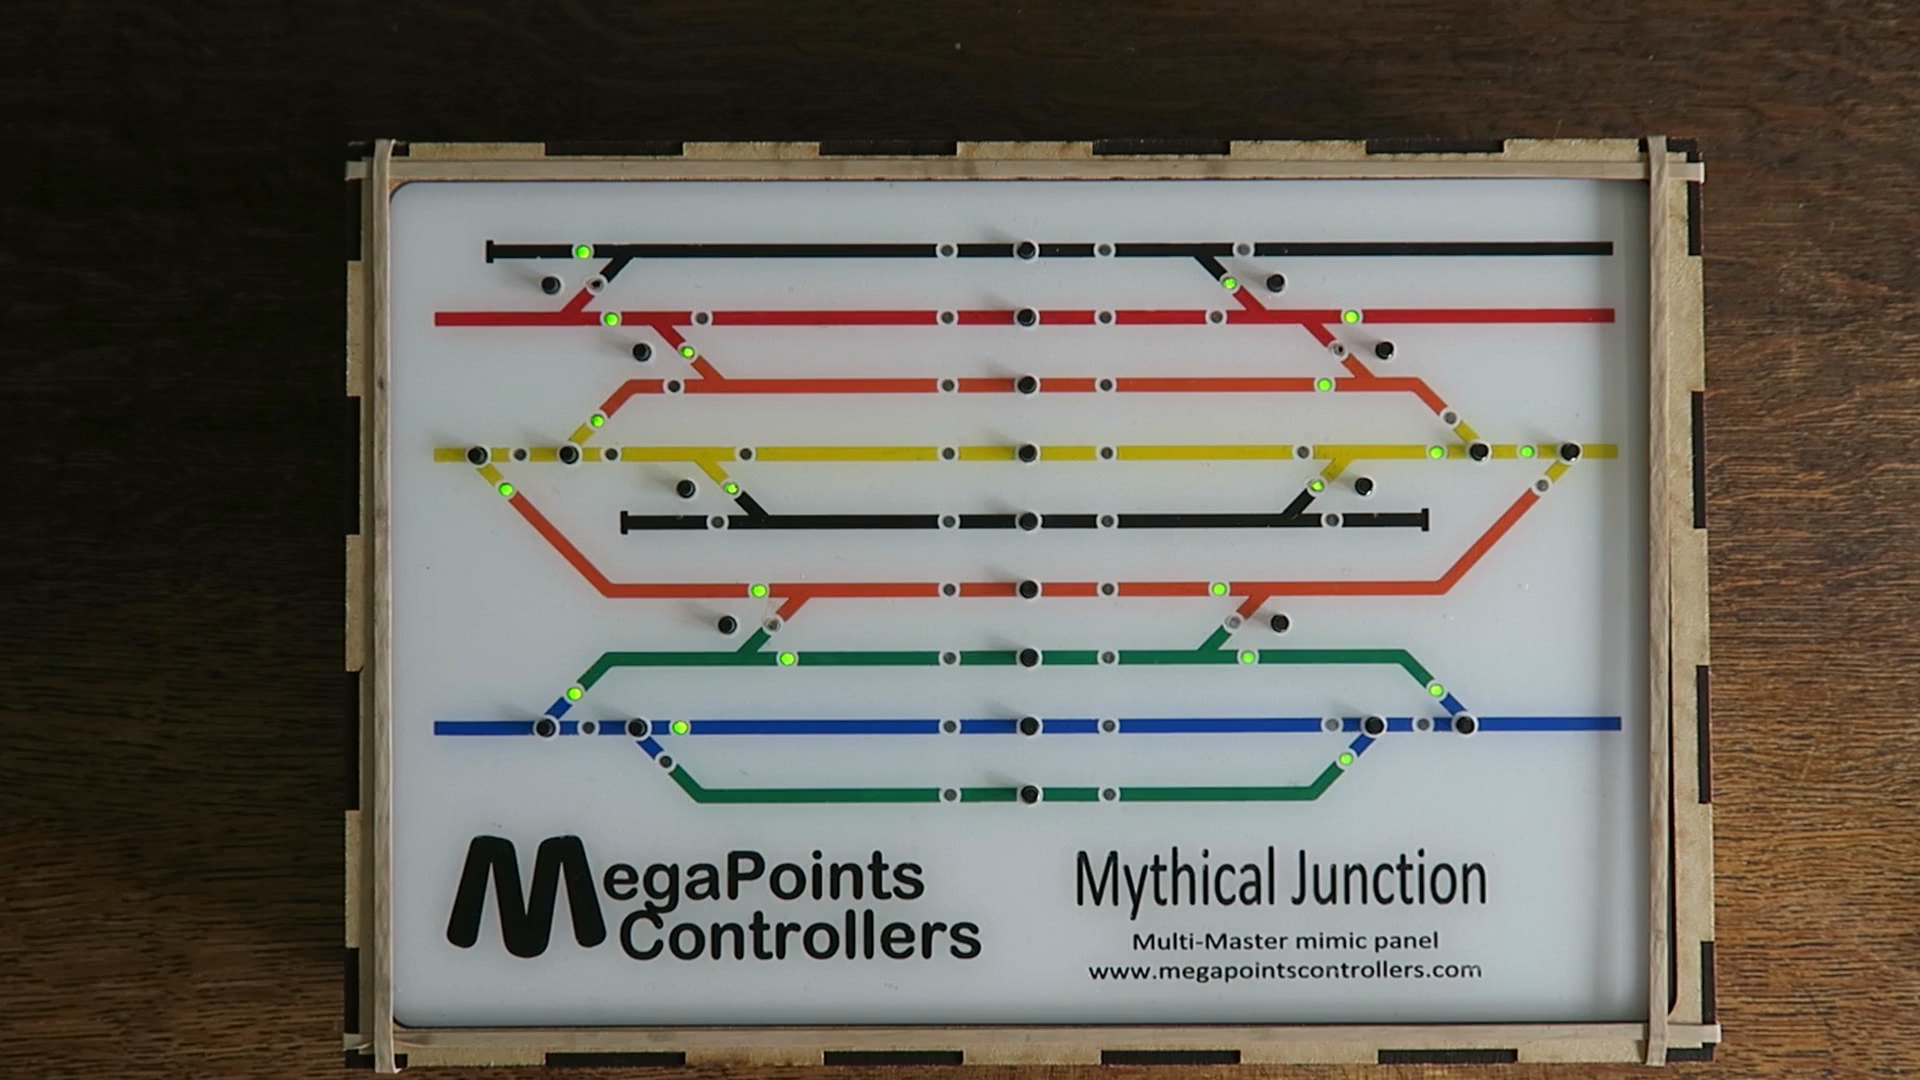 MegaPoints
Controllers
Mythical Junction
Multi-Master mimic panel
www.megapointscontrollers.com